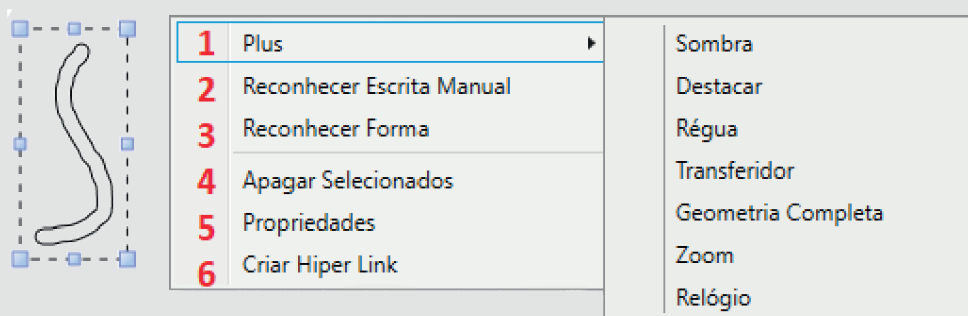 1 Plus
2 Reconhecer Escrita Manual
3 Reconhecer Forma
4 Apagar Selecionados
5 Propriedades
6 Criar Hiper Link
Sombra
Destacar
Régua
Transferidor
Geometria Completa
Zoom
Relógio